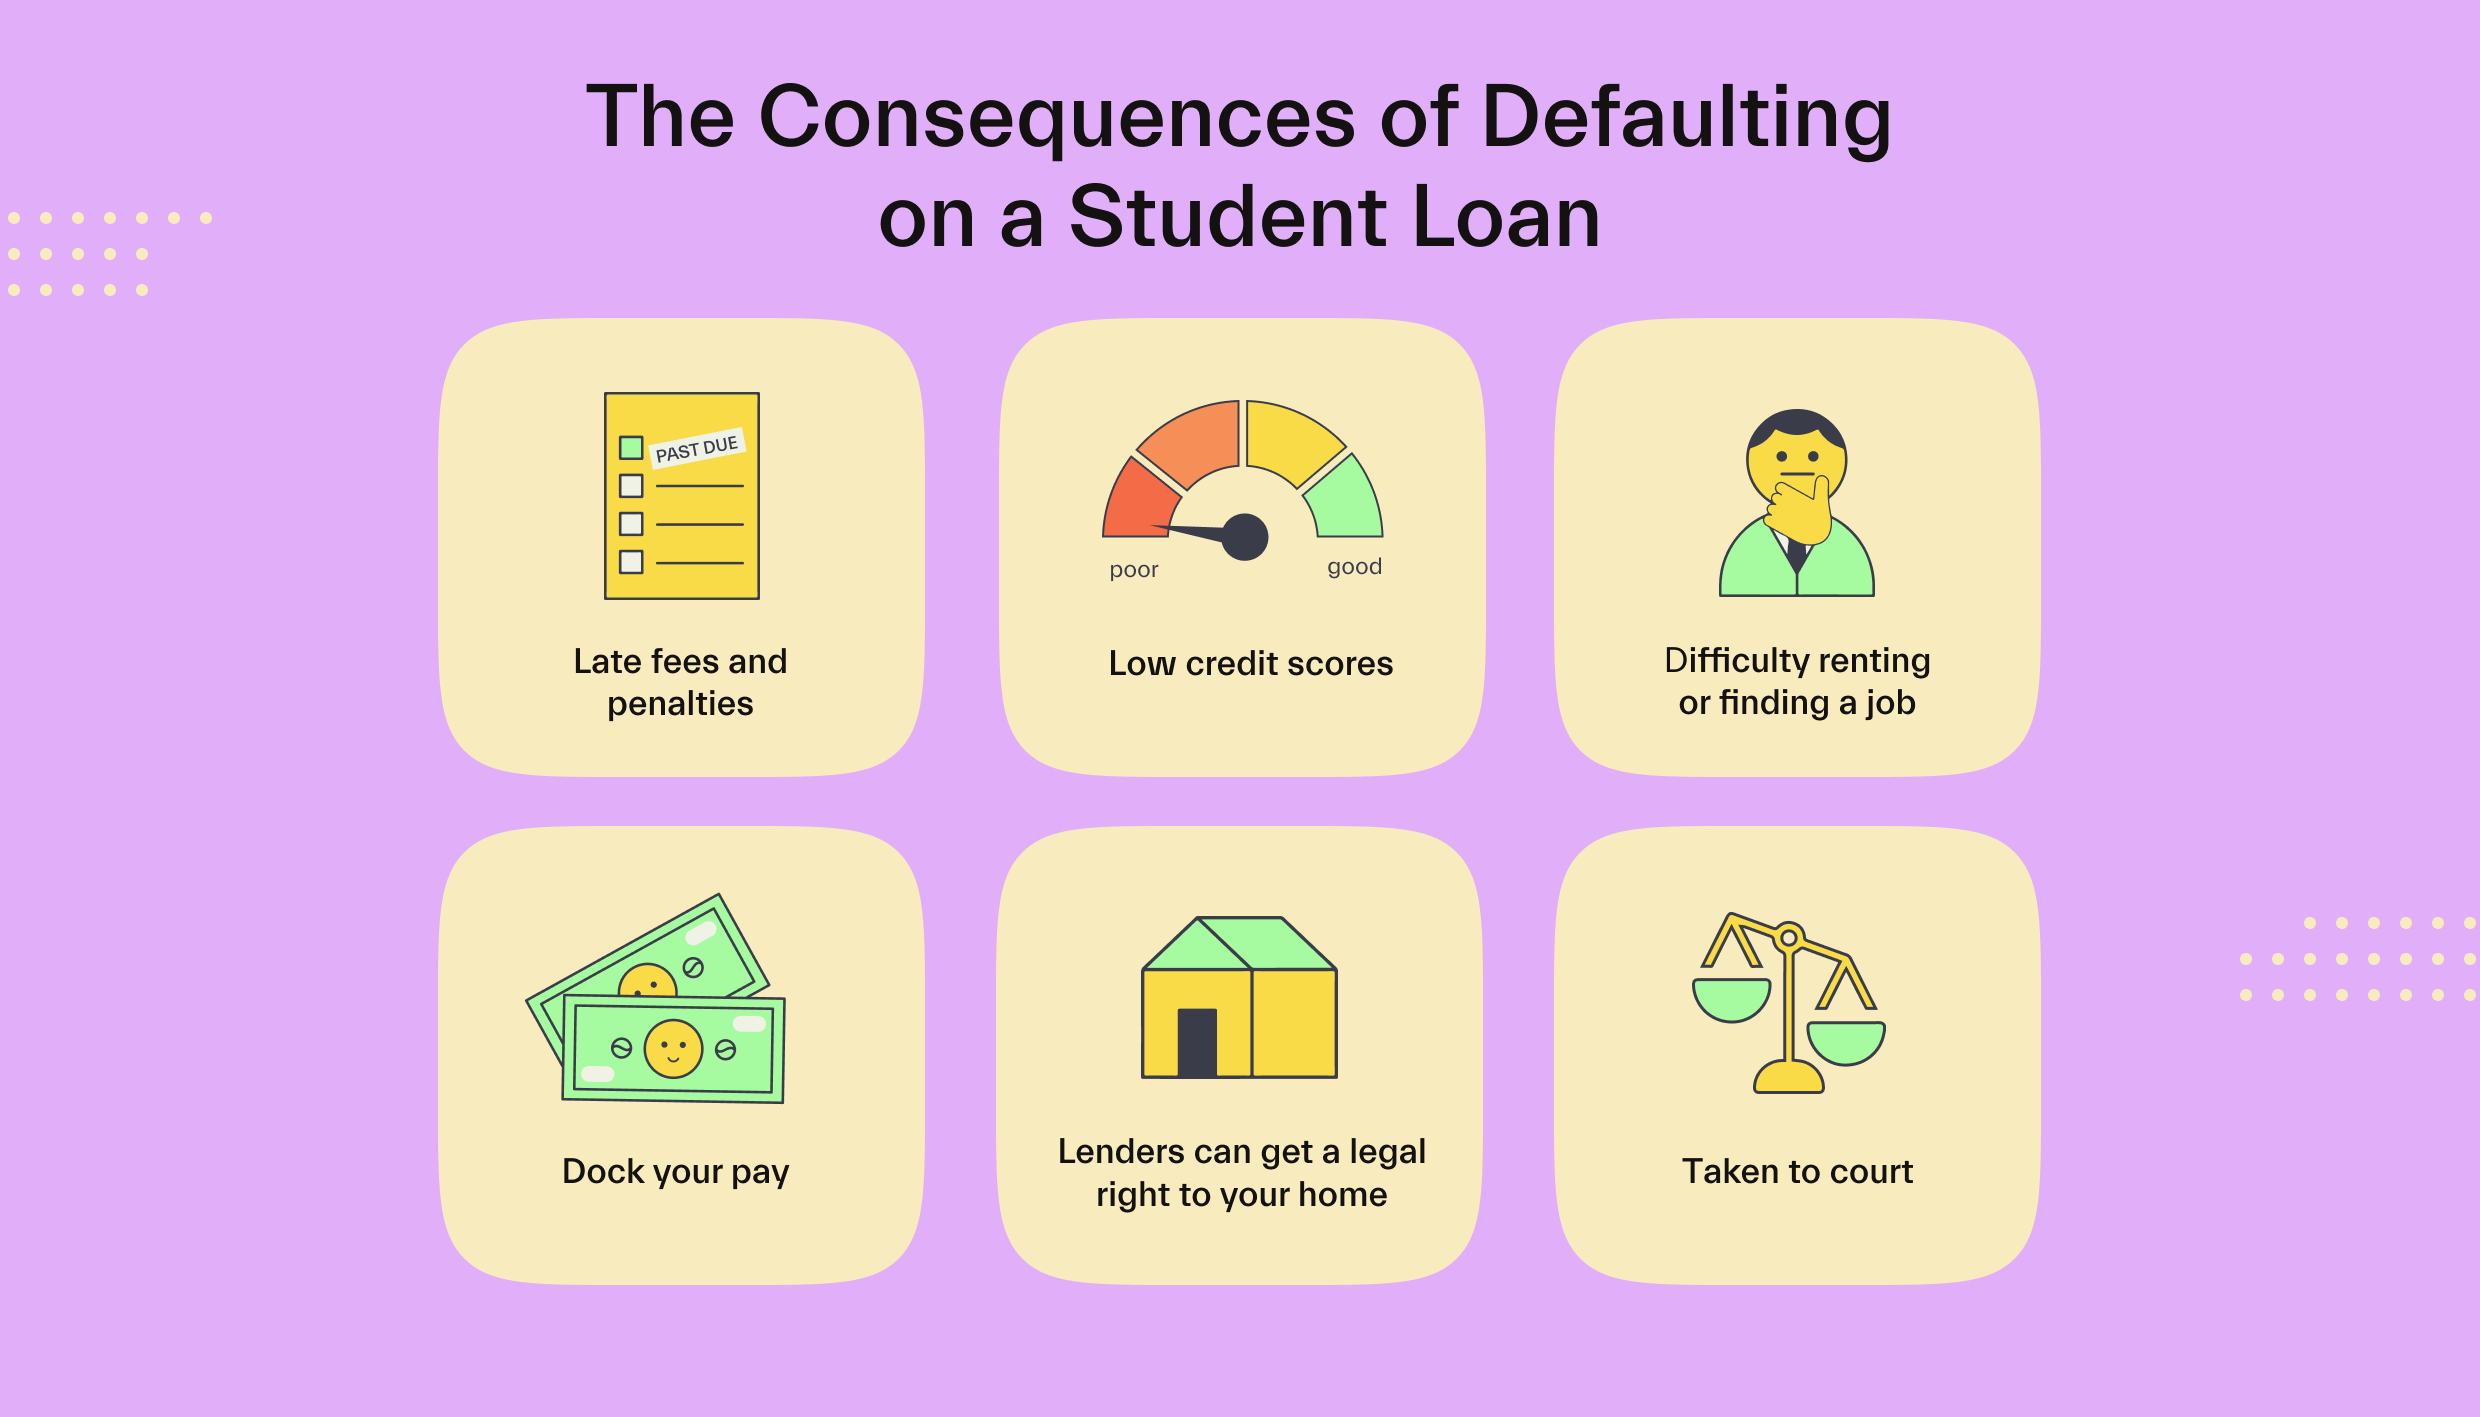 The Consequences of Defaulting
on a Student Loan
PAST DUE
Late fees and
penalties
poor
good
Low credit scores
Difficulty renting
or finding a job
Dock your pay
Lenders can get a legal
right to your home
Taken to court